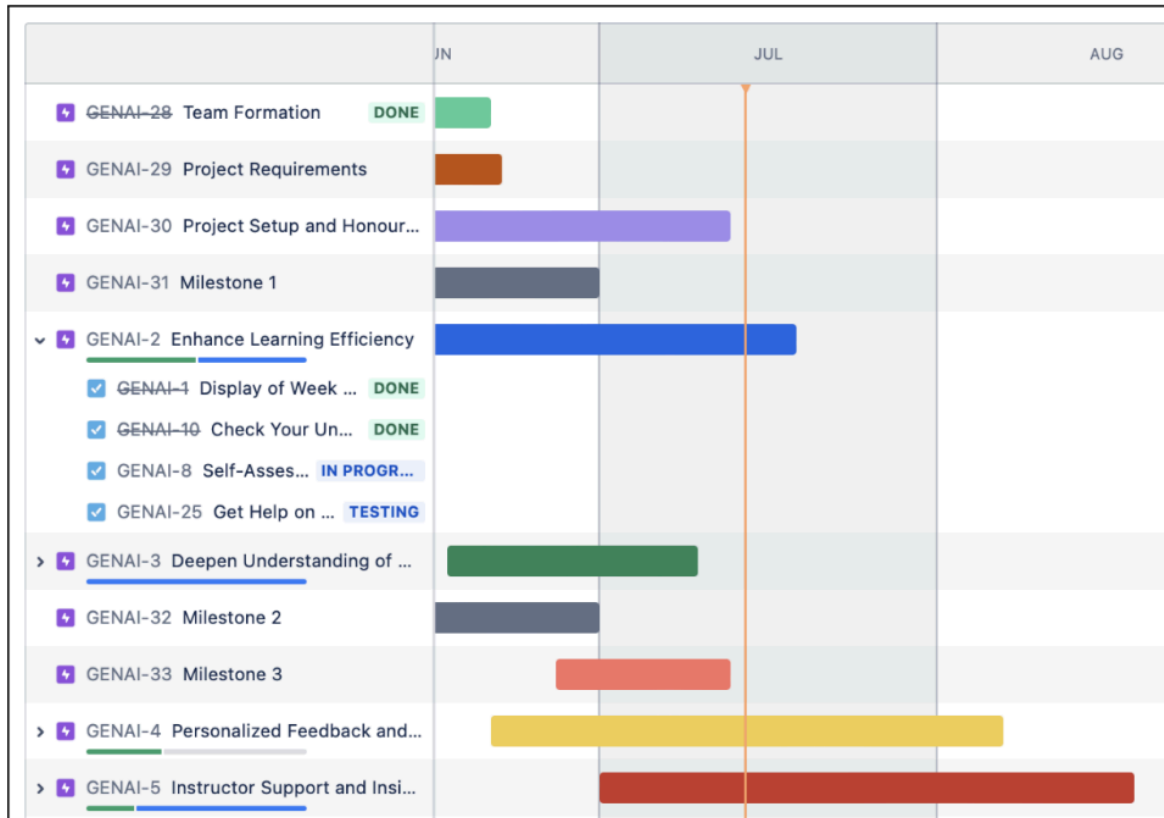 JUN JUL AUG
GENAI-28 Team Formation DONE
GENAI-29 Project Requirements
GENAI-30 Project Setup and Honour...
GENAI-31 Milestone 1
GENAI-2 Enhance Learning Efficiency
GENAI-1 Display of Week ... DONE
GENAI-10 Check Your Un... DONE
GENAI-8 Self-Asses... IN PROGR...
GENAI-25 Get Help on ... TESTING
GENAI-3 Deepen Understanding of ...
GENAI-32 Milestone 2
GENAI-33 Milestone 3
GENAI-4 Personalized Feedback and...
GENAI-5 Instructor Support and Insi...